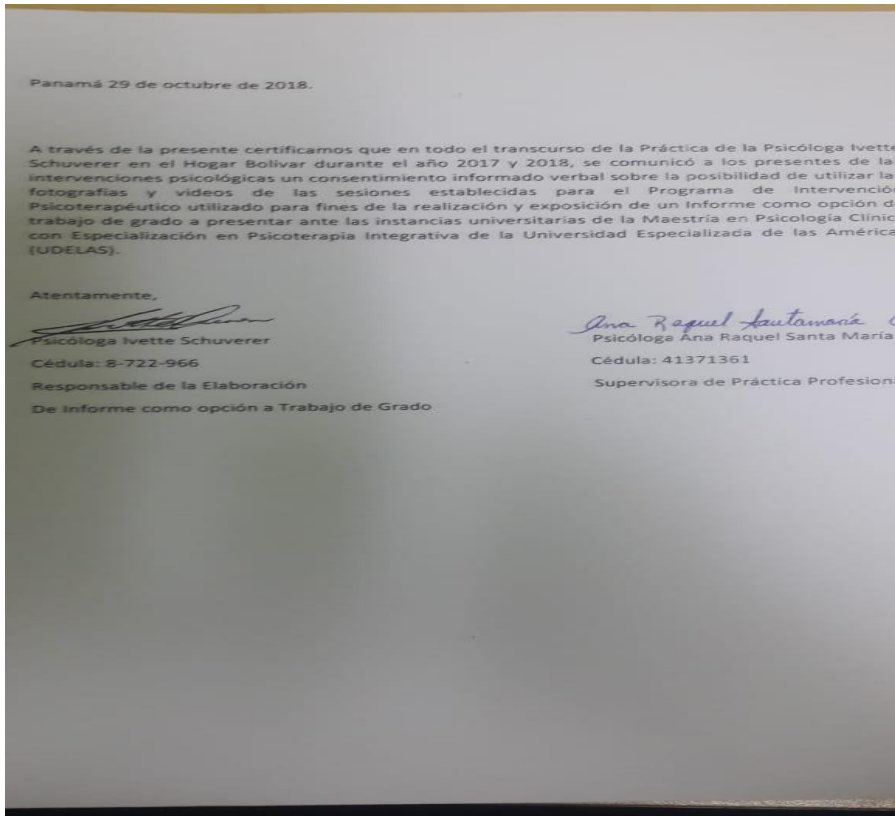 Panamá 29 de octubre de 2018.
A través de la presente certificamos que en todo el transcurso de la Práctica de la Psicóloga Ivette
Schuverer en el Hogar Bolívar durante el año 2017 y 2018, se comunicó a los presentes de la
intervenciones psicológicas un consentimiento informado verbal sobre la posibilidad de utilizar la
fotografías y videos de las sesiones establecidas para el Programa de Intervenció
Psicoterapéutico utilizado para fines de la realización y exposición de un Informe como opción d
trabajo de grado a presentar ante las instancias universitarias de la Maestría en Psicología Clínic
con Especialización en Psicoterapia Integrativa de la Universidad Especializada de las América
(UDELAS).
Atentamente,
Ana Raquel Santamaría
Psicóloga Ivette Schuverer
Psicóloga Ana Raquel Santa María
Cédula: 8-722-966
Cédula: 41371361
Responsable de la Elaboración
Supervisora de Práctica Profesiona
De Informe como opción a Trabajo de Grado